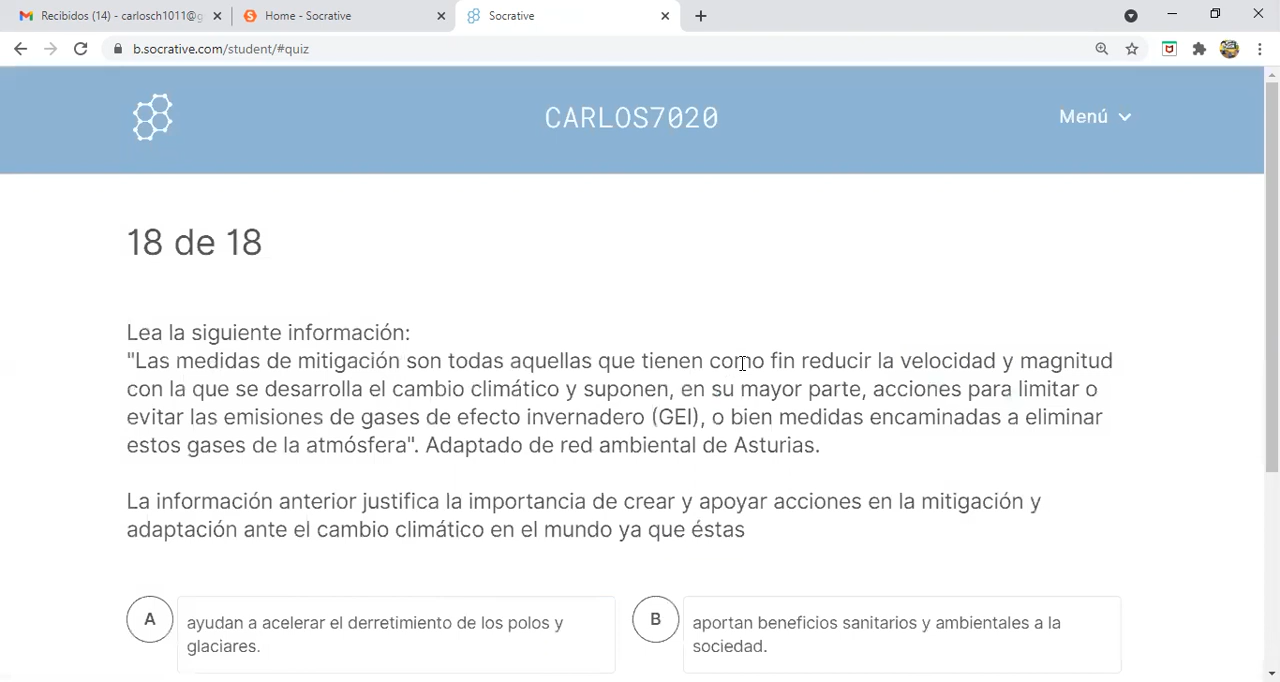 Recibidos (14) - carlosch1011@g
Home - Socrative
Socrative
b.socrative.com/student/#quiz
CARLOS7020
Menú
18 de 18
Lea la siguiente información:
"Las medidas de mitigación son todas aquellas que tienen como fin reducir la velocidad y magnitud
con la que se desarrolla el cambio climático y suponen, en su mayor parte, acciones para limitar o
evitar las emisiones de gases de efecto invernadero (GEI), o bien medidas encaminadas a eliminar
estos gases de la atmósfera". Adaptado de red ambiental de Asturias.
La información anterior justifica la importancia de crear y apoyar acciones en la mitigación y
adaptación ante el cambio climático en el mundo ya que éstas
A
ayudan a acelerar el derretimiento de los polos y
glaciares.
B
aportan beneficios sanitarios y ambientales a la
sociedad.